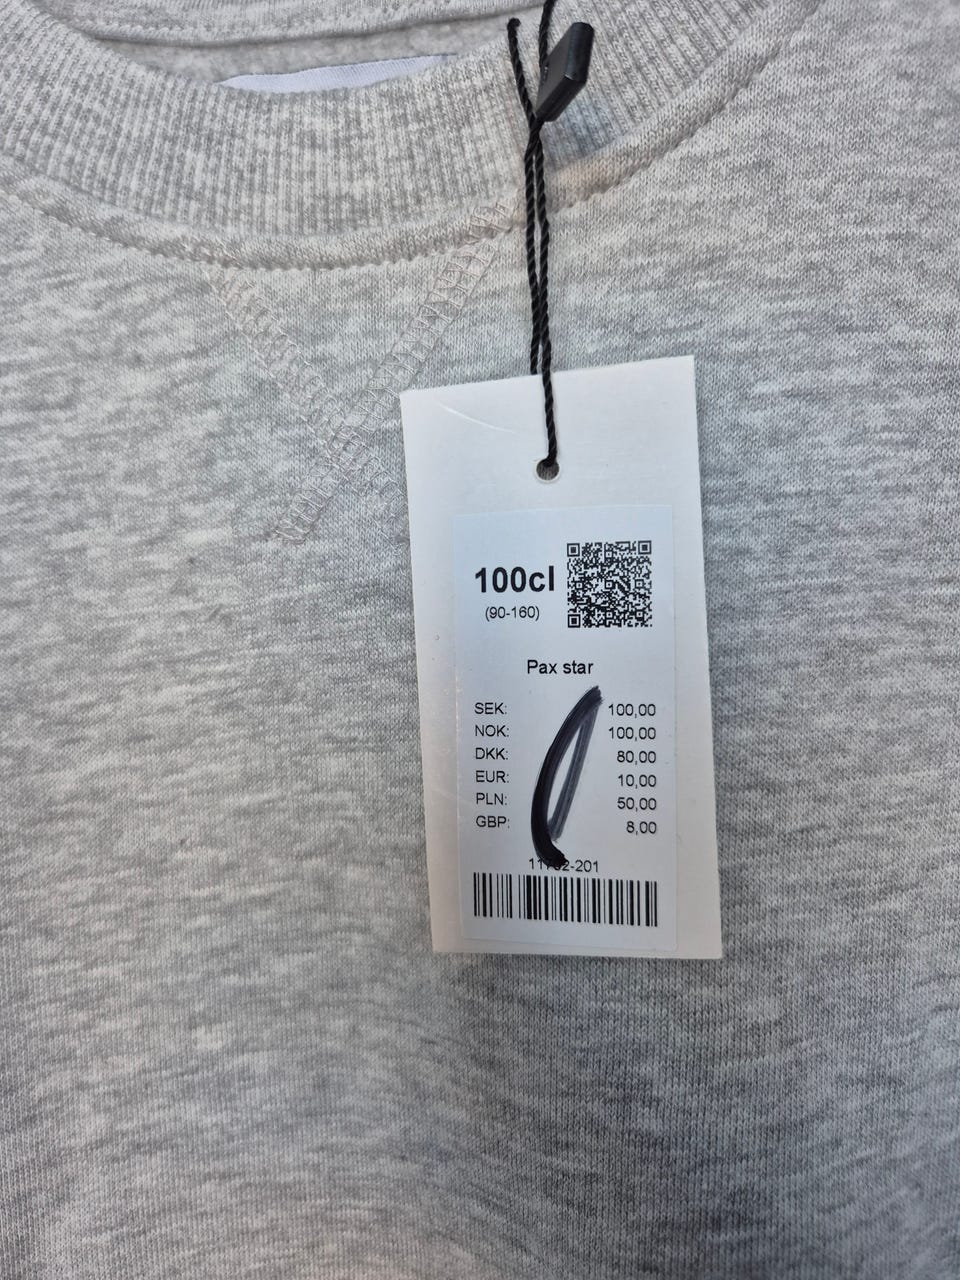 100cl
(90-160)
Pax star
SEK: 100,00
NOK: 100,00
DKK: 80,00
EUR: 10,00
PLN: 50,00
GBP: 8,00